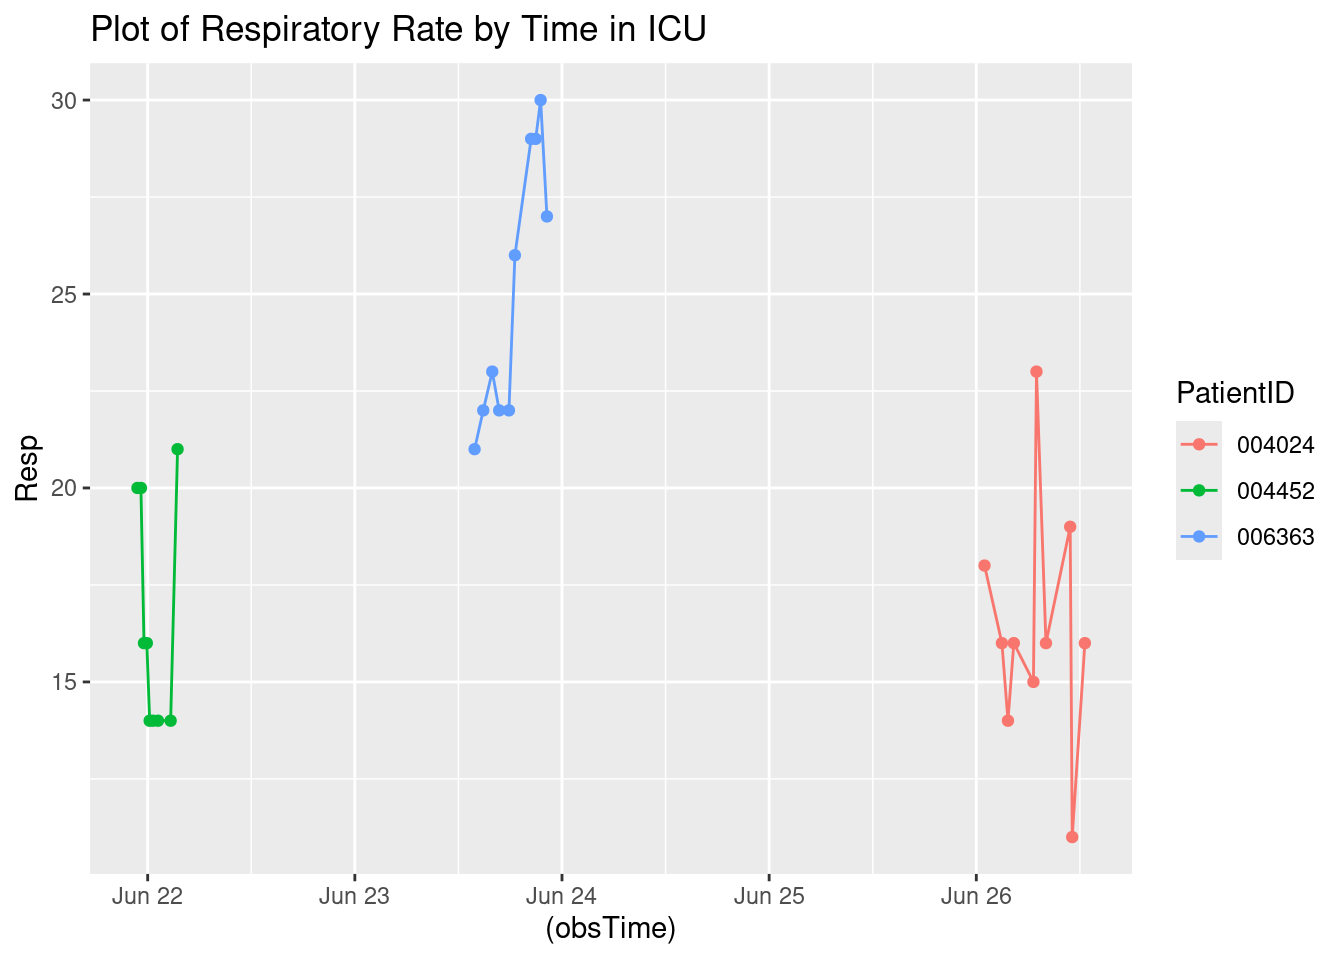 Plot of Respiratory Rate by Time in ICU
30
25
20
15
Resp
Jun 22
Jun 23
Jun 24
Jun 25
Jun 26
(obsTime)
PatientID
004024
004452
006363